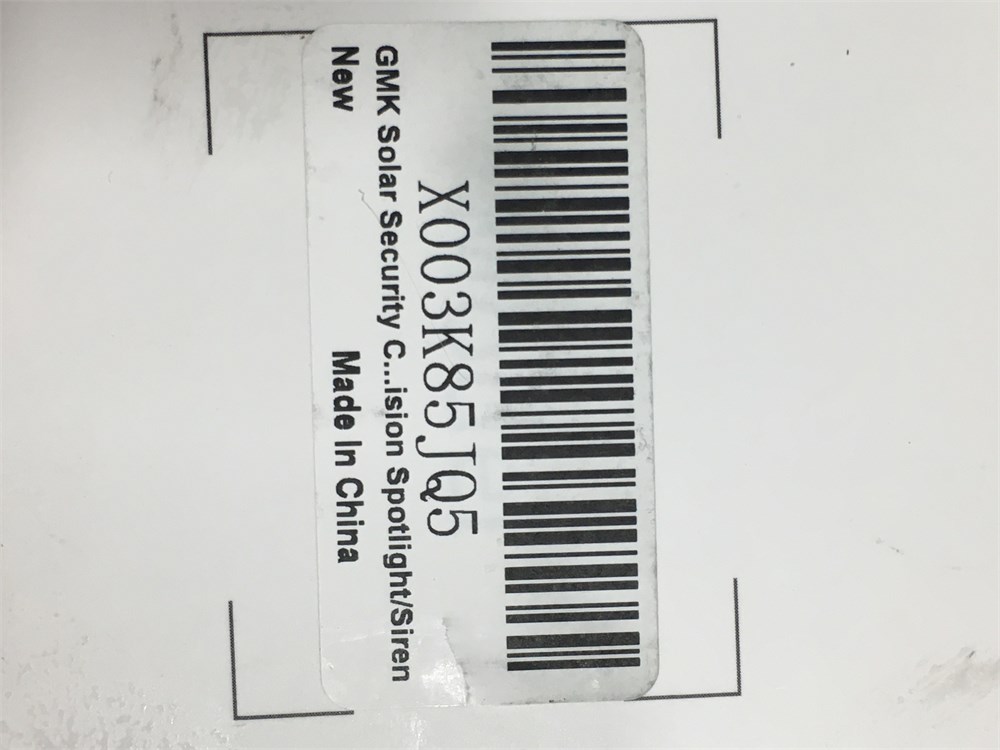 X003K85JQ5
GMK Solar Security C...ision Spotlight/Siren
New Made In China